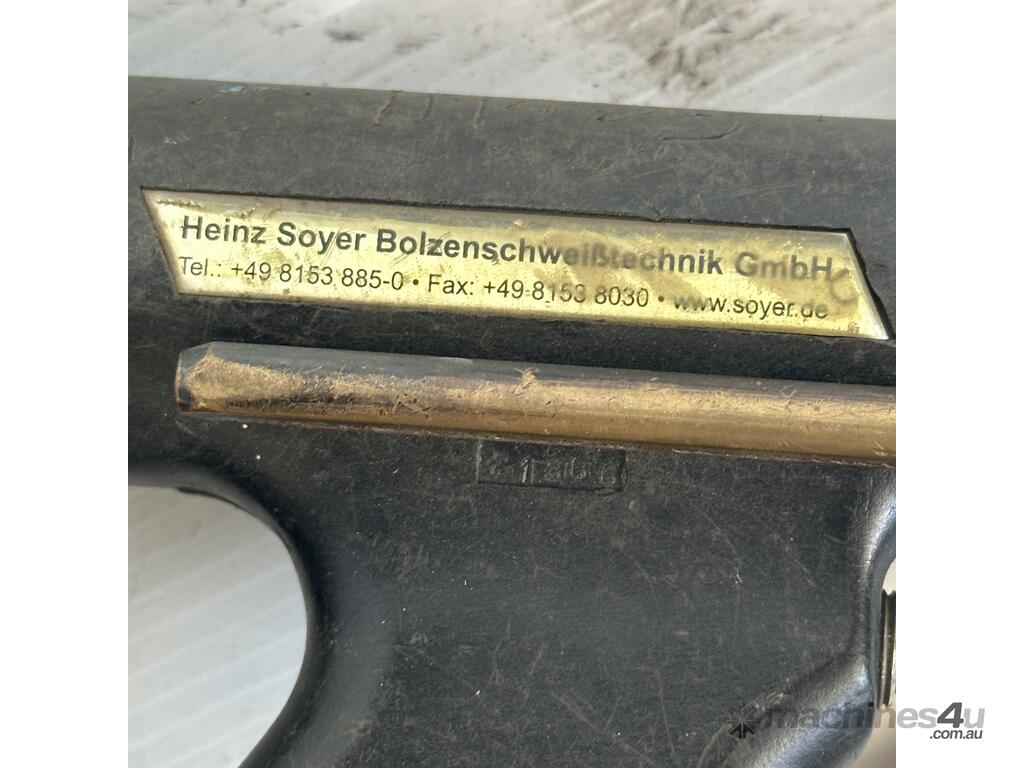 Heinz Soyer Bolzenschweißtechnik GmbH
Tel.: +49 8153 885-0 • Fax: +49 8153 8030 • www.soyer.de
machines4u
.com.au